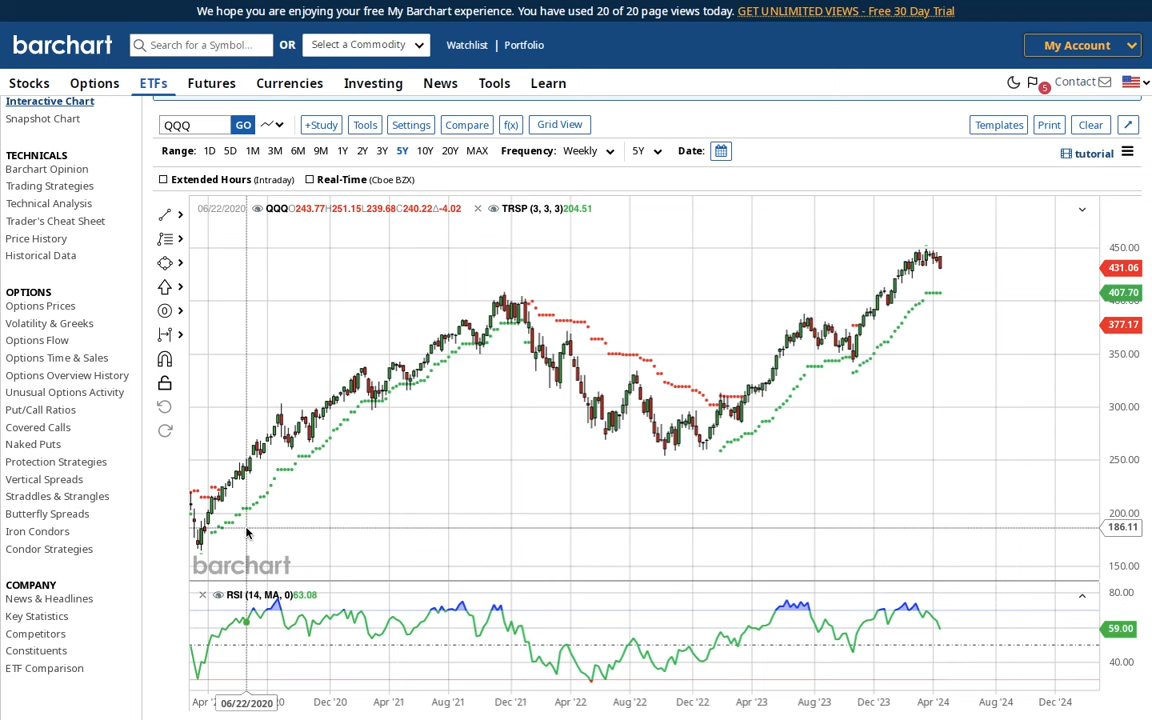 We hope you are enjoying your free My Barchart experience. You have used 20 of 20 page views today. GET UNLIMITED VIEWS - Free 30 Day Trial
barchart Search for a Symbol... OR Select a Commodity Watchlist | Portfolio My Account
Stocks Options ETFs Futures Currencies Investing News Tools Learn 5 Contact
Interactive Chart
Snapshot Chart
TECHNICALS
Barchart Opinion
Trading Strategies
Technical Analysis
Trader's Cheat Sheet
Price History
Historical Data
OPTIONS
Options Prices
Volatility & Greeks
Options Flow
Options Time & Sales
Options Overview History
Unusual Options Activity
Put/Call Ratios
Covered Calls
Naked Puts
Protection Strategies
Vertical Spreads
Straddles & Strangles
Butterfly Spreads
Iron Condors
Condor Strategies
COMPANY
News & Headlines
Key Statistics
Competitors
Constituents
ETF Comparison
QQQ GO +Study Tools Settings Compare f(x) Grid View Templates Print Clear
Range: 1D 5D 1M 3M 6M 9M 1Y 2Y 3Y 5Y 10Y 20Y MAX Frequency: Weekly 5Y Date: tutorial
Extended Hours (Intraday) Real-Time (Cboe BZX)
06/22/2020 QQQ O243.77 H251.15 L239.68 C240.22 Δ-4.02 TRSP (3, 3, 3) 204.51
450.00
431.06
407.70
377.17
350.00
300.00
250.00
200.00
186.11
150.00
barchart
RSI (14, MA, 0) 63.08
80.00
59.00
40.00
06/22/2020 Dec '20 Apr '21 Aug '21 Dec '21 Apr '22 Aug '22 Dec '22 Apr '23 Aug '23 Dec '23 Apr '24 Aug '24 Dec '24